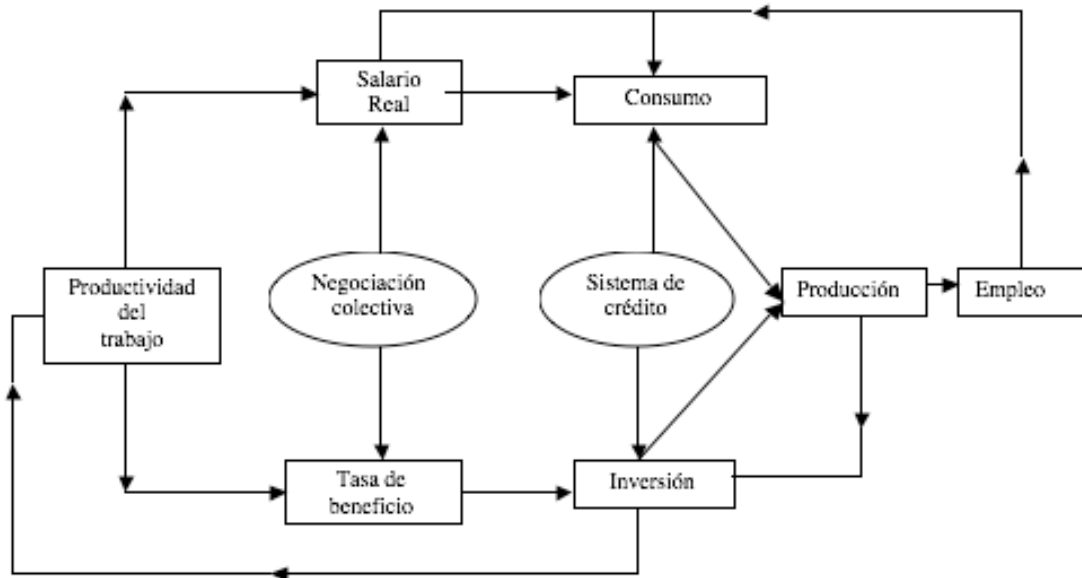 Salario
Real
Consumo
Productividad
del
trabajo
Negociación
colectiva
Sistema de
crédito
Producción
Empleo
Tasa de
beneficio
Inversión